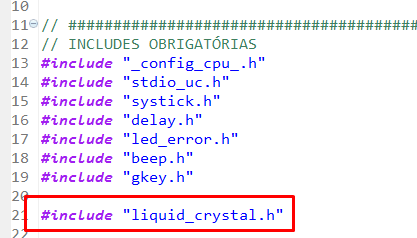 10
11 // ########################################
12 // INCLUDES OBRIGATÓRIAS
13 #include "_config_cpu_.h"
14 #include "stdio_uc.h"
15 #include "systick.h"
16 #include "delay.h"
17 #include "led_error.h"
18 #include "beep.h"
19 #include "gkey.h"
20
21 #include "liquid_crystal.h"